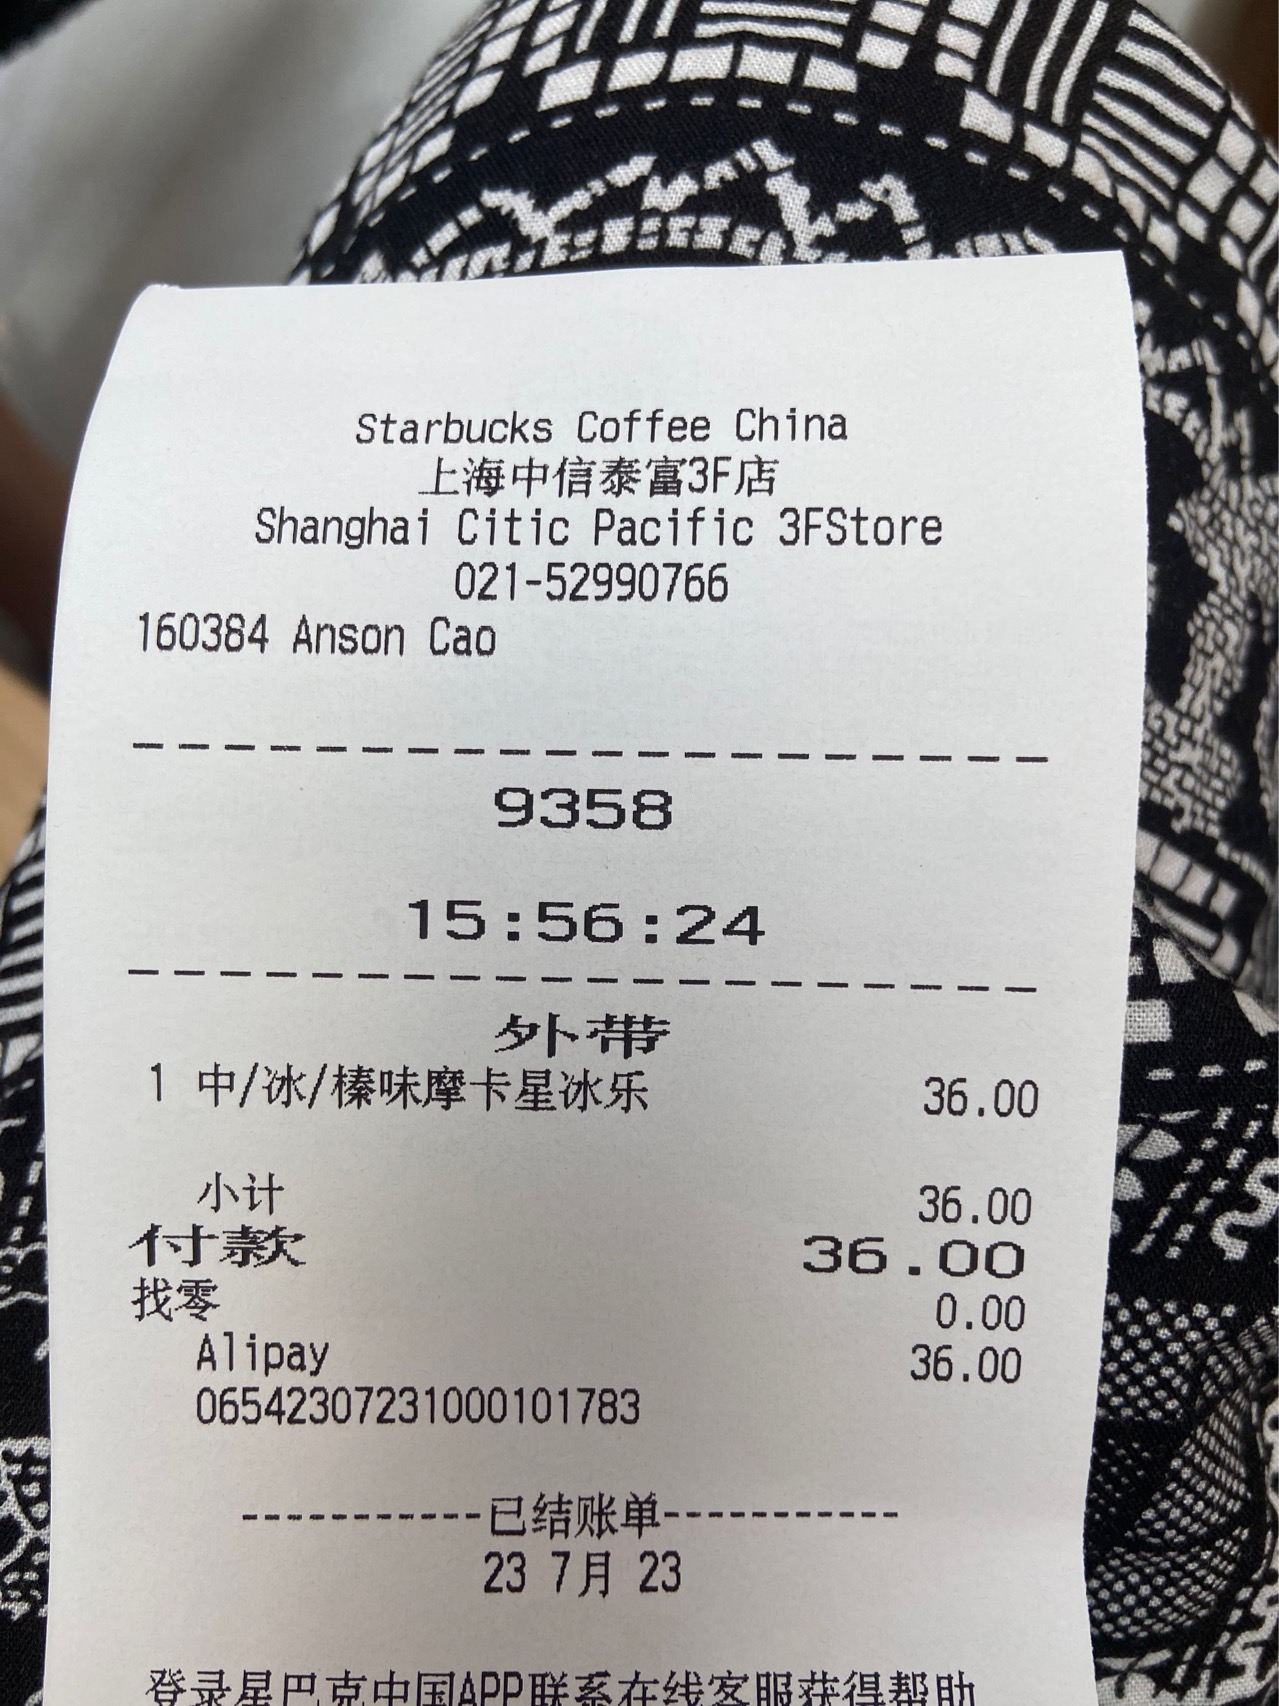 Starbucks Coffee China
上海中信泰富3F店
Shanghai Citic Pacific 3FStore
021-52990766
160384 Anson Cao
--------------------
9358
15:56:24
--------------------
外带
1 中/冰/榛味摩卡星冰乐 36.00
小计 36.00
付款 36.00
找零 0.00
Alipay 36.00
06542307231000101783
-----------已结账单-----------
23 7月 23
登录星巴克中国APP联系在线客服获得帮助